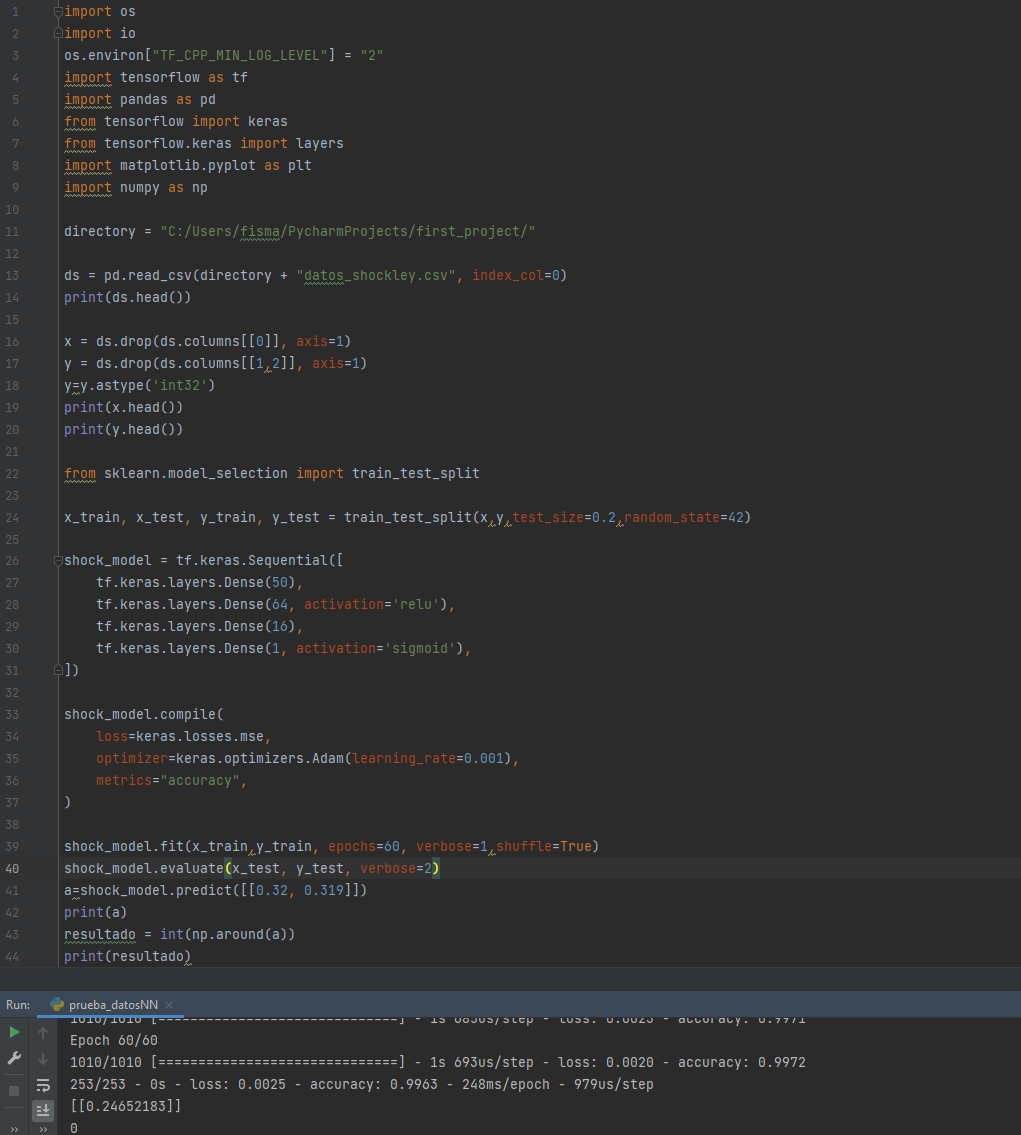 1 import os
2 import io
3 os.environ["TF_CPP_MIN_LOG_LEVEL"] = "2"
4 import tensorflow as tf
5 import pandas as pd
6 from tensorflow import keras
7 from tensorflow.keras import layers
8 import matplotlib.pyplot as plt
9 import numpy as np
10
11 directory = "C:/Users/fisma/PycharmProjects/first_project/"
12
13 ds = pd.read_csv(directory + "datos_shockley.csv", index_col=0)
14 print(ds.head())
15
16 x = ds.drop(ds.columns[[0]], axis=1)
17 y = ds.drop(ds.columns[[1,2]], axis=1)
18 y=y.astype('int32')
19 print(x.head())
20 print(y.head())
21
22 from sklearn.model_selection import train_test_split
23
24 x_train, x_test, y_train, y_test = train_test_split(x,y,test_size=0.2,random_state=42)
25
26 shock_model = tf.keras.Sequential([
27     tf.keras.layers.Dense(50),
28     tf.keras.layers.Dense(64, activation='relu'),
29     tf.keras.layers.Dense(16),
30     tf.keras.layers.Dense(1, activation='sigmoid'),
31 ])
32
33 shock_model.compile(
34     loss=keras.losses.mse,
35     optimizer=keras.optimizers.Adam(learning_rate=0.001),
36     metrics="accuracy",
37 )
38
39 shock_model.fit(x_train,y_train, epochs=60, verbose=1,shuffle=True)
40 shock_model.evaluate(x_test, y_test, verbose=2)
41 a=shock_model.predict([[0.32, 0.319]])
42 print(a)
43 resultado = int(np.around(a))
44 print(resultado)
Run: prueba_datosNN ×
1010/1010 [==============================] - 1s 685us/step - loss: 0.0023 - accuracy: 0.9971
Epoch 60/60
1010/1010 [==============================] - 1s 693us/step - loss: 0.0020 - accuracy: 0.9972
253/253 - 0s - loss: 0.0025 - accuracy: 0.9963 - 248ms/epoch - 979us/step
[[0.24652183]]
0